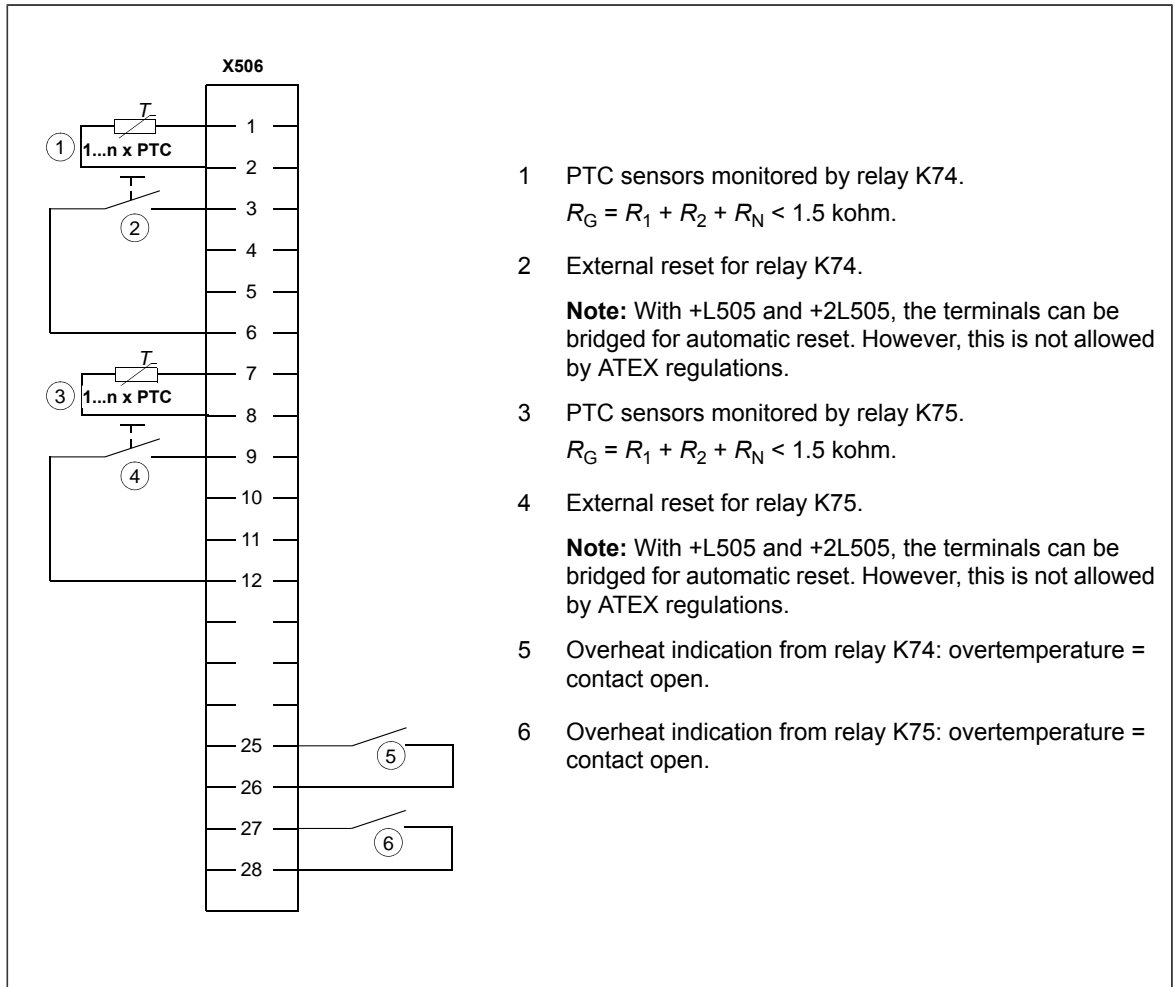 X506
T
1
1
1...n x PTC
2
3
2
4
5
6
T
7
3
1...n x PTC
8
9
4
10
11
12
25
5
26
27
6
28
1 PTC sensors monitored by relay K74.
RG = R1 + R2 + RN < 1.5 kohm.
2 External reset for relay K74.
Note: With +L505 and +2L505, the terminals can be
bridged for automatic reset. However, this is not allowed
by ATEX regulations.
3 PTC sensors monitored by relay K75.
RG = R1 + R2 + RN < 1.5 kohm.
4 External reset for relay K75.
Note: With +L505 and +2L505, the terminals can be
bridged for automatic reset. However, this is not allowed
by ATEX regulations.
5 Overheat indication from relay K74: overtemperature =
contact open.
6 Overheat indication from relay K75: overtemperature =
contact open.